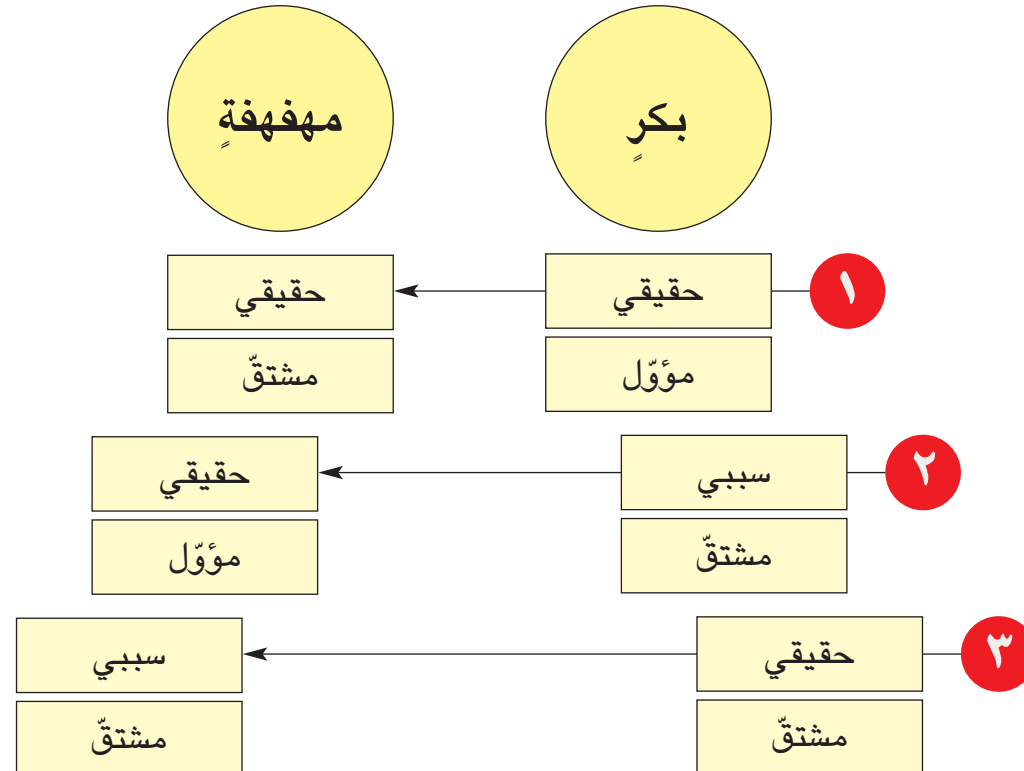 بكرٍ
مهفهفةٍ
١ حقيقي حقيقي
مؤوّل مشتقّ
٢ سببي حقيقي
مشتقّ مؤوّل
٣ حقيقي سببي
مشتقّ مشتقّ